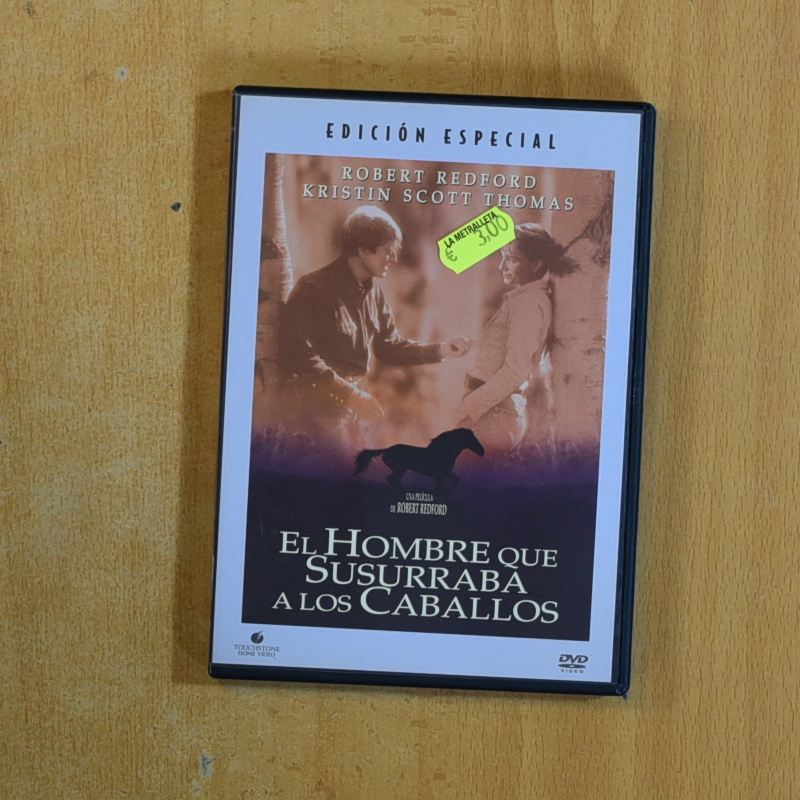 EDICIÓN ESPECIAL
ROBERT REDFORD
KRISTIN SCOTT THOMAS
LA METRALLETA
€ 3,00
UNA PELÍCULA
DE ROBERT REDFORD
EL HOMBRE QUE
SUSURRABA
A LOS CABALLOS
TOUCHSTONE
HOME VIDEO
DVD
VIDEO